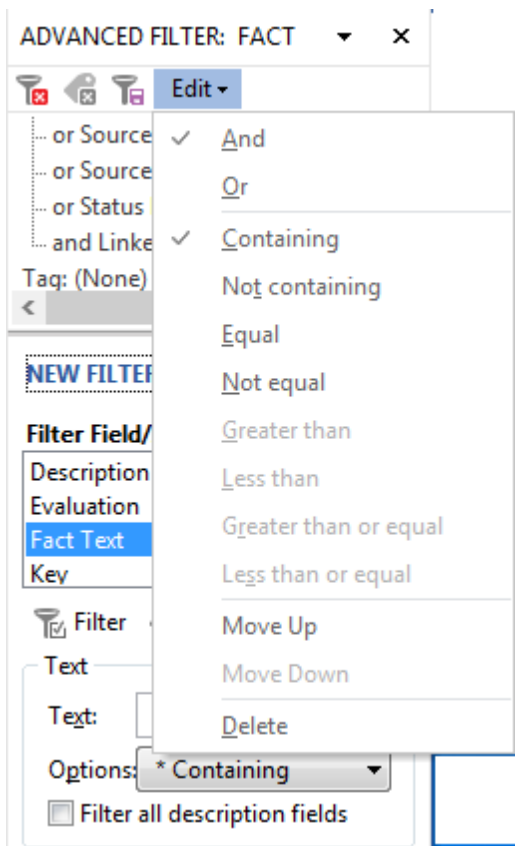 ADVANCED FILTER: FACT
Edit
or Source
or Source
or Status
and Linke
Tag: (None)
And
Or
Containing
Not containing
Equal
Not equal
Greater than
Less than
Greater than or equal
Less than or equal
Move Up
Move Down
Delete
NEW FILTER
Filter Field/
Description
Evaluation
Fact Text
Key
Filter
Text
Text:
Options: * Containing
Filter all description fields